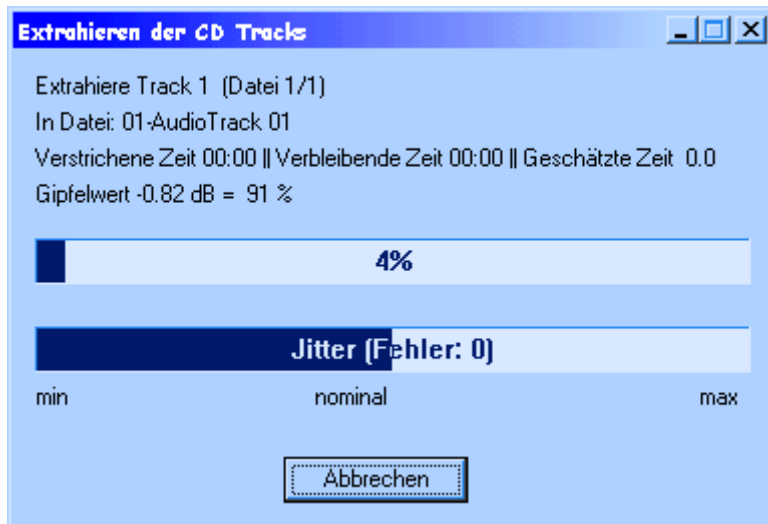 Extrahieren der CD Tracks
Extrahiere Track 1 (Datei 1/1)
In Datei: 01-AudioTrack 01
Verstrichene Zeit 00:00 || Verbleibende Zeit 00:00 || Geschätzte Zeit 0.0
Gipfelwert -0.82 dB = 91 %
4%
Jitter (Fehler: 0)
min nominal max
Abbrechen